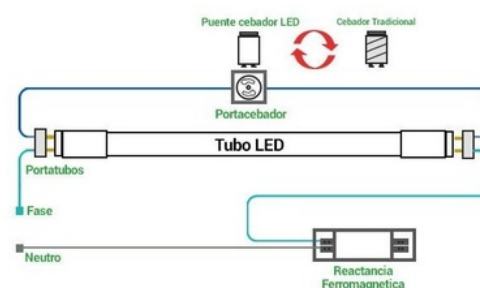 Puente cebador LED
Cebador Tradicional
Portacebador
Tubo LED
Portatubos
Fase
Neutro
Reactancia
Ferromagnetica